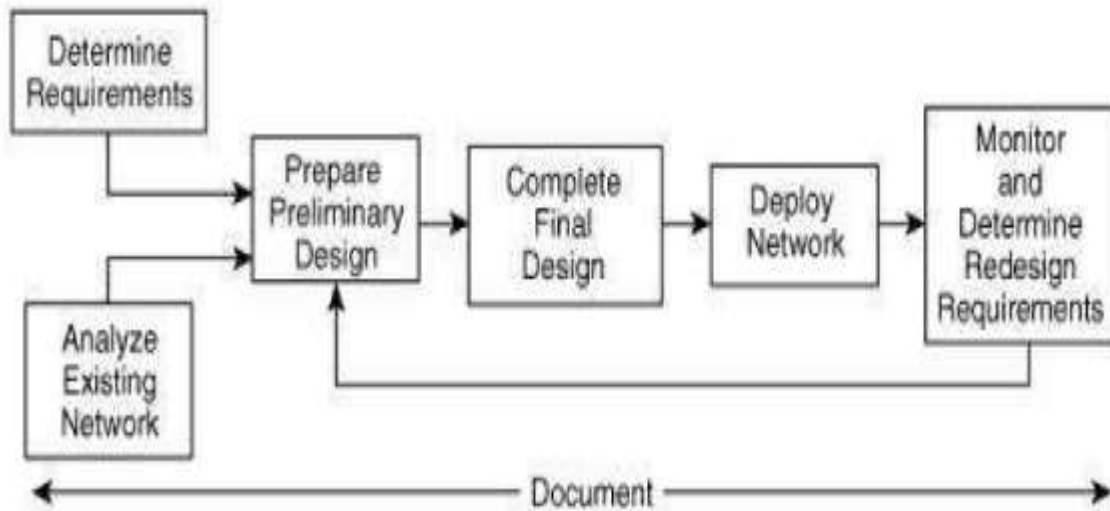 Determine
Requirements
Analyze
Existing
Network
Prepare
Preliminary
Design
Complete
Final
Design
Deploy
Network
Monitor
and
Determine
Redesign
Requirements
Document